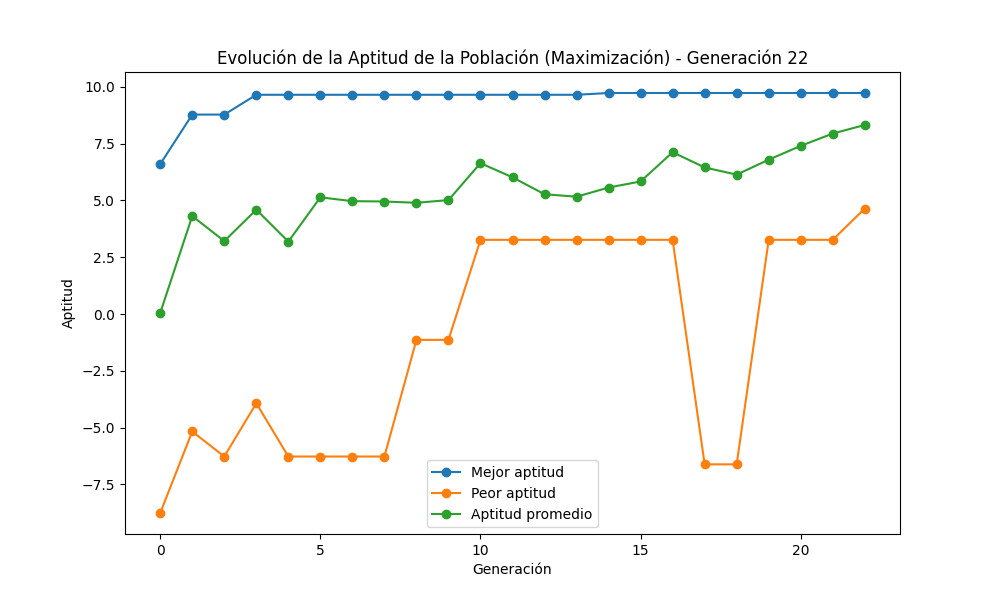 Evolución de la Aptitud de la Población (Maximización) - Generación 22
Aptitud
10.0
7.5
5.0
2.5
0.0
−2.5
−5.0
−7.5
Mejor aptitud
Peor aptitud
Aptitud promedio
0 5 10 15 20
Generación